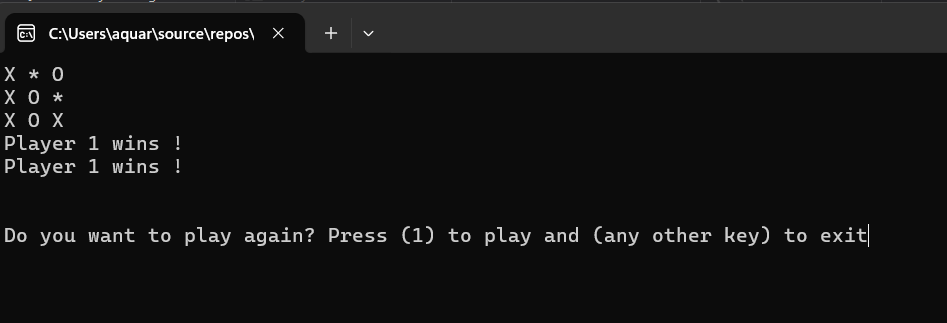 C:\Users\aquar\source\repos\
X * O
X O *
X O X
Player 1 wins !
Player 1 wins !
Do you want to play again? Press (1) to play and (any other key) to exit